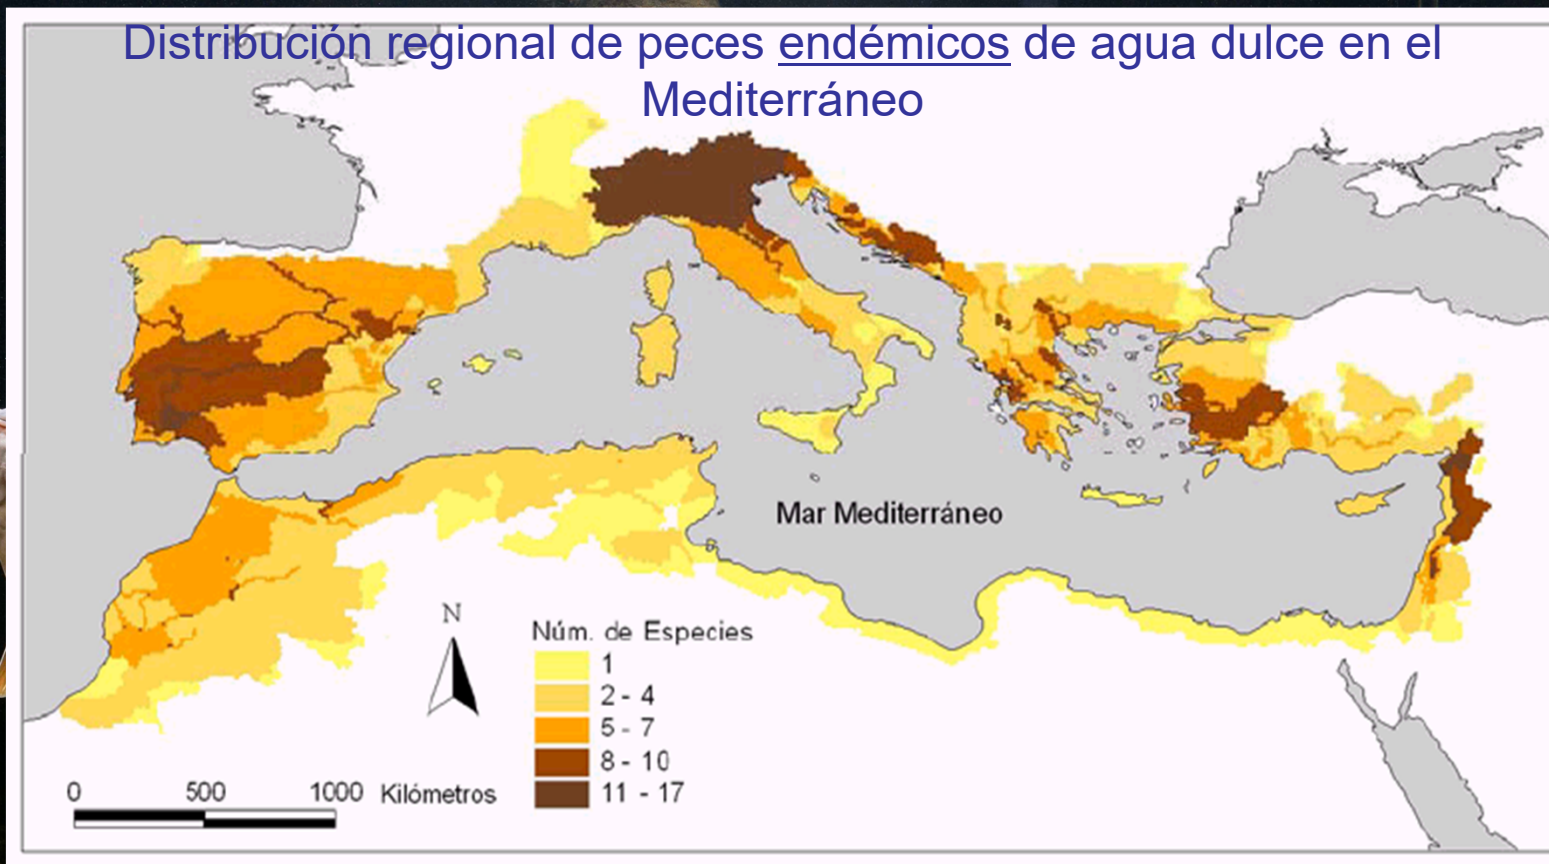 Distribución regional de peces endémicos de agua dulce en el
Mediterráneo
Mar Mediterráneo
N
Núm. de Especies
1
2 - 4
5 - 7
8 - 10
11 - 17
0 500 1000 Kilómetros